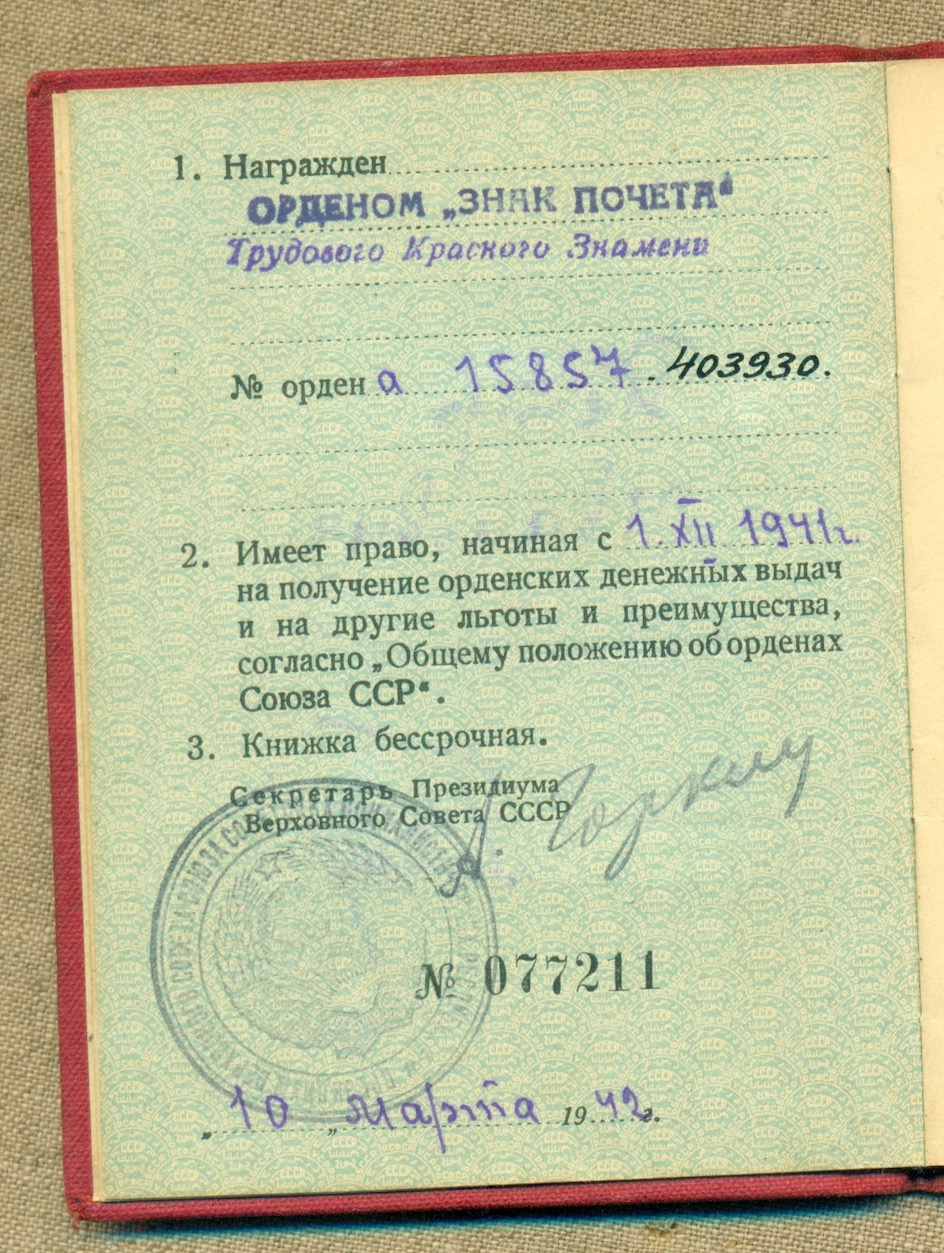 1. Награжден
ОРДЕНОМ „ЗНАК ПОЧЕТА“
Трудового Красного Знамени
№ орден а 15857. 403930.
2. Имеет право, начиная с 1. XII 1941г.
на получение орденских денежных выдач
и на другие льготы и преимущества,
согласно „Общему положению об орденах
Союза ССР“.
3. Книжка бессрочная.
Секретарь Президиума
Верховного Совета СССР
А. Горкин
№ 077211
„10„ Марта 1942г.